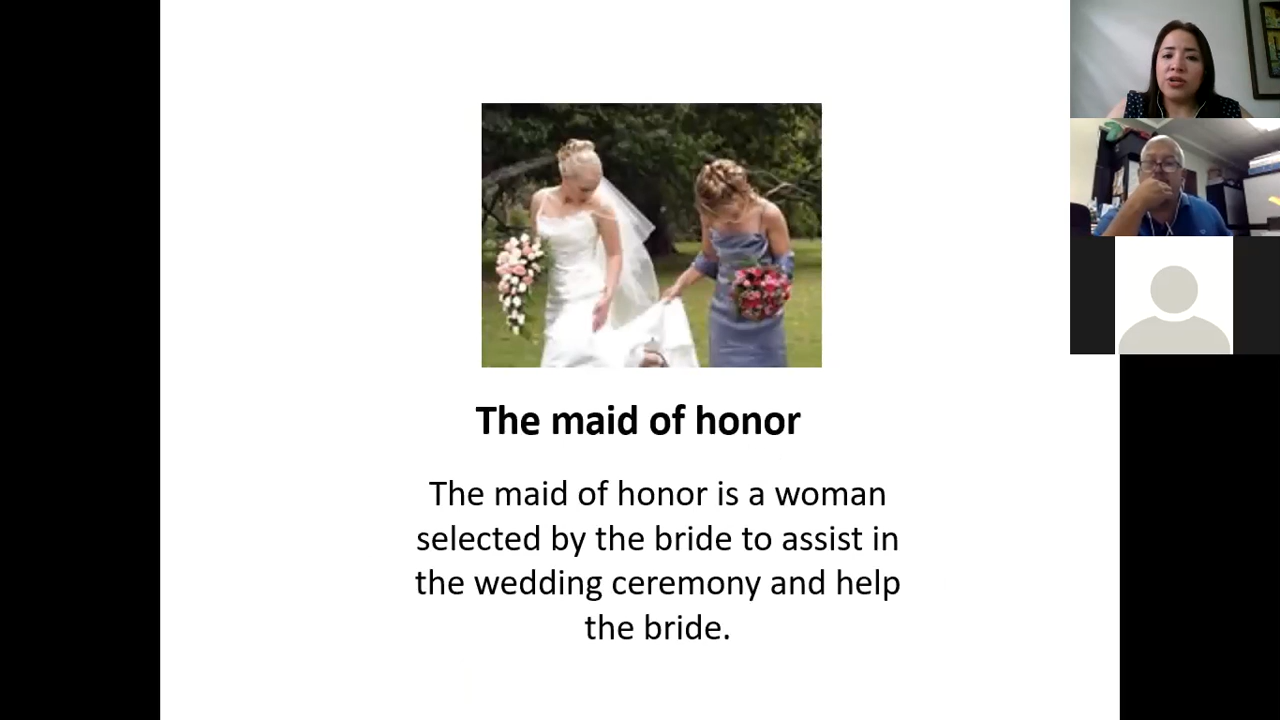 The maid of honor
The maid of honor is a woman
selected by the bride to assist in
the wedding ceremony and help
the bride.